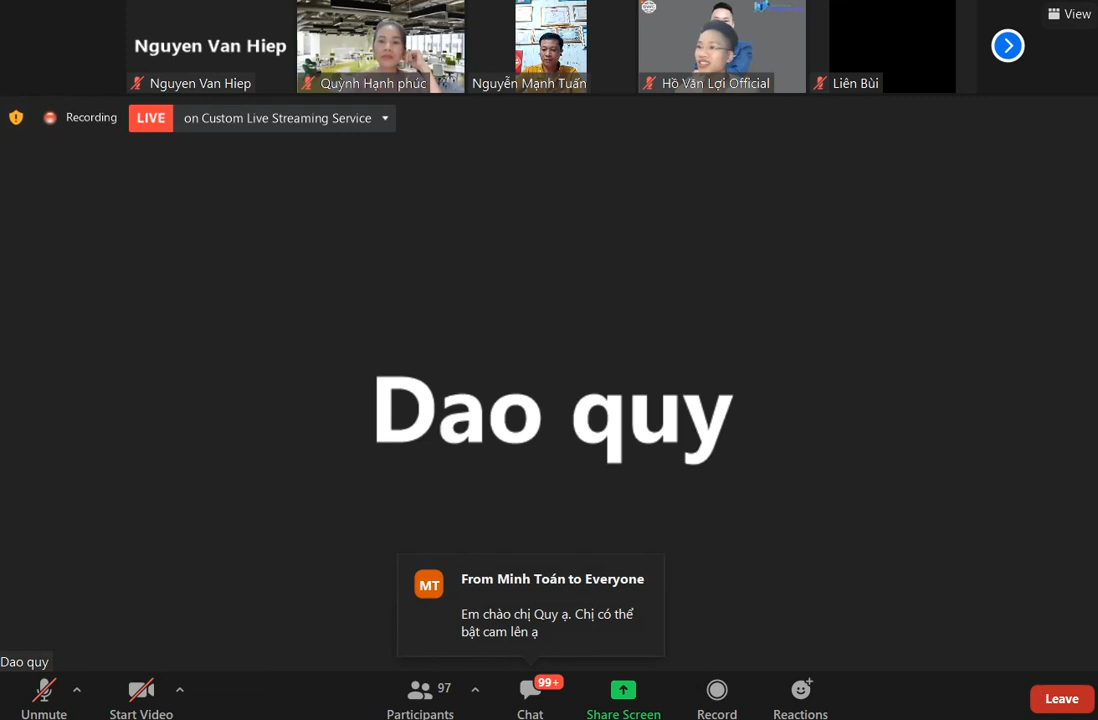 View
Nguyen Van Hiep
Nguyen Van Hiep
Quỳnh Hạnh phúc
Nguyễn Mạnh Tuấn
Hồ Văn Lợi Official
Liên Bùi
Recording
LIVE
on Custom Live Streaming Service
Dao quy
MT
From Minh Toán to Everyone
Em chào chị Quy ạ. Chị có thể
bật cam lên ạ
Dao quy
Unmute
Start Video
97
Participants
99+
Chat
Share Screen
Record
Reactions
Leave